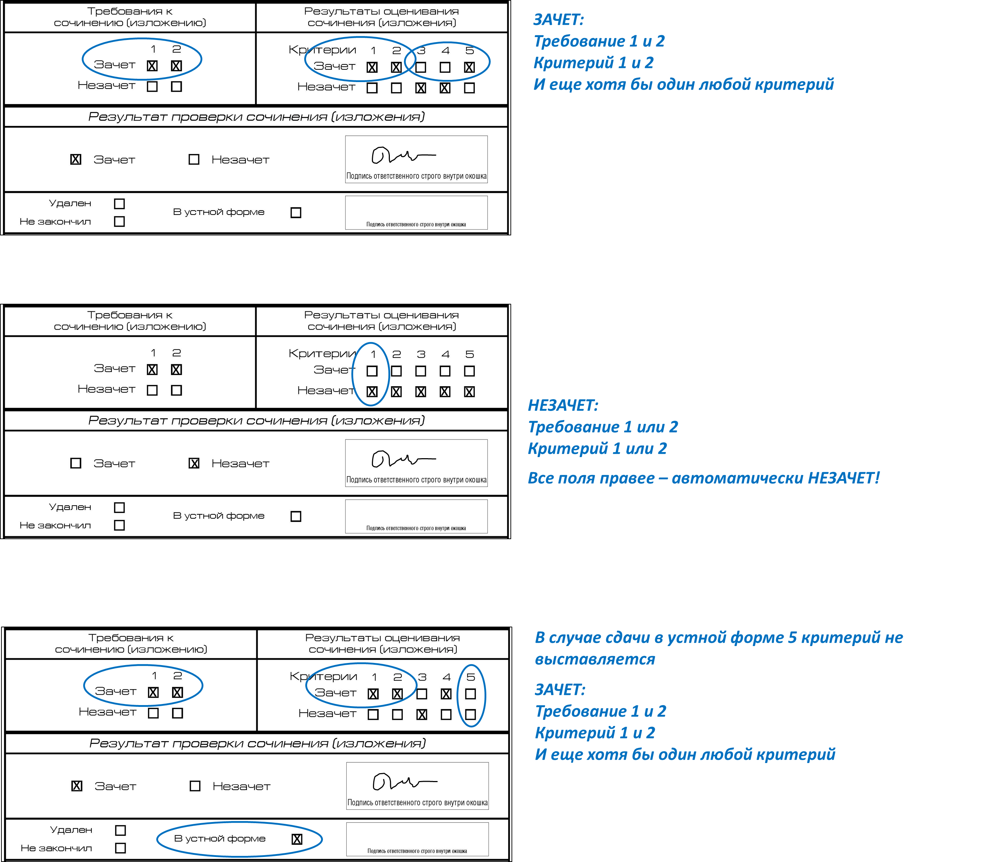 Требования к
сочинению (изложению)
Результаты оценивания
сочинения (изложения)
1 2
Зачет X X
Незачет
Критерии 1 2 3 4 5
Зачет X X X
Незачет X X
Результат проверки сочинения (изложения)
X Зачет Незачет
Подпись ответственного строго внутри окошка
Удален
Не закончил
В устной форме
Подпись ответственного строго внутри окошка
ЗАЧЕТ:
Требование 1 и 2
Критерий 1 и 2
И еще хотя бы один любой критерий
Требования к
сочинению (изложению)
Результаты оценивания
сочинения (изложения)
1 2
Зачет X X
Незачет
Критерии 1 2 3 4 5
Зачет
Незачет X X X X X
Результат проверки сочинения (изложения)
Зачет X Незачет
Подпись ответственного строго внутри окошка
Удален
Не закончил
В устной форме
Подпись ответственного строго внутри окошка
НЕЗАЧЕТ:
Требование 1 или 2
Критерий 1 или 2
Все поля правее – автоматически НЕЗАЧЕТ!
Требования к
сочинению (изложению)
Результаты оценивания
сочинения (изложения)
1 2
Зачет X X
Незачет
Критерии 1 2 3 4 5
Зачет X X X
Незачет X
Результат проверки сочинения (изложения)
X Зачет Незачет
Подпись ответственного строго внутри окошка
Удален
Не закончил
В устной форме X
Подпись ответственного строго внутри окошка
В случае сдачи в устной форме 5 критерий не
выставляется
ЗАЧЕТ:
Требование 1 и 2
Критерий 1 и 2
И еще хотя бы один любой критерий